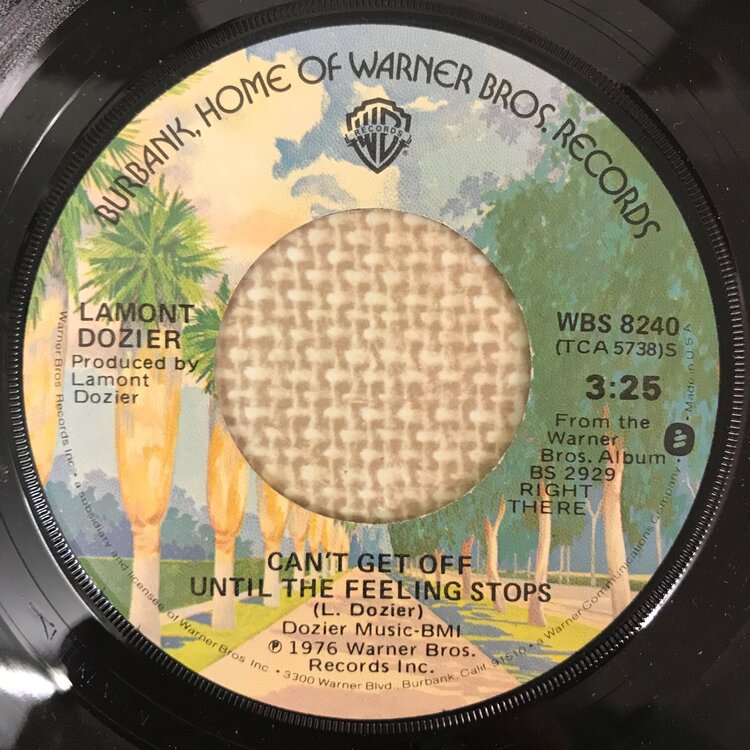 BURBANK, HOME OF WARNER BROS. RECORDS
RECORDS
LAMONT
DOZIER
Produced by
Lamont
Dozier
WBS 8240
(TCA 5738)S
3:25
From the
Warner
Bros. Album
BS 2929
RIGHT
THERE
CAN'T GET OFF
UNTIL THE FEELING STOPS
(L. Dozier)
Dozier Music-BMI
℗ 1976 Warner Bros.
Records Inc.
Warner Bros Records Inc. • a subsidiary and licensee of Warner Bros Inc. • 3300 Warner Blvd., Burbank, Calif. 91510 • a Warner Communications Company • Made in USA